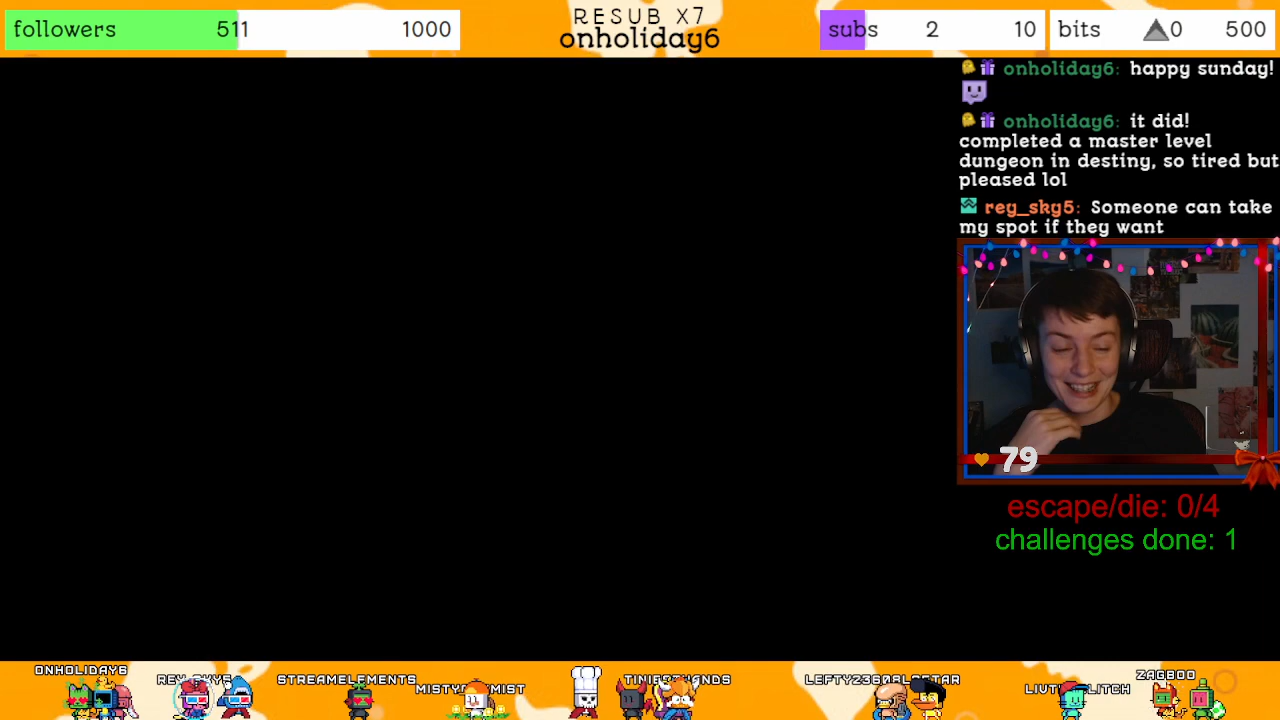 followers 511 1000
RESUB X7
onholiday6
subs 2 10
bits 0 500
onholiday6: happy sunday!
onholiday6: it did!
completed a master level
dungeon in destiny, so tired but
pleased lol
rey_sky5: Someone can take
my spot if they want
79
escape/die: 0/4
challenges done: 1
ONHOLIDAY6
STREAMELEMENTS
ZAGBOO